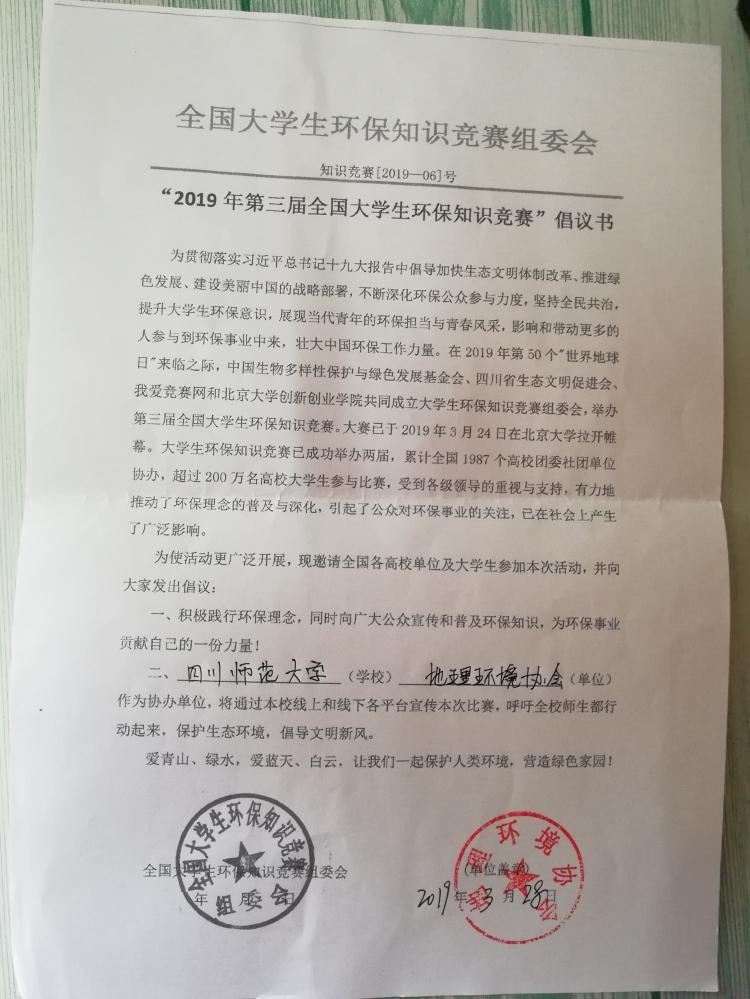 全国大学生环保知识竞赛组委会
知识竞赛[2019—06]号
“2019 年第三届全国大学生环保知识竞赛”倡议书
为贯彻落实习近平总书记十九大报告中倡导加快生态文明体制改革、推进绿
色发展、建设美丽中国的战略部署，不断深化环保公众参与力度，坚持全民共治，
提升大学生环保意识，展现当代青年的环保担当与青春风采，影响和带动更多的
人参与到环保事业中来，壮大中国环保工作力量。在 2019 年第 50 个"世界地球
日"来临之际，中国生物多样性保护与绿色发展基金会、四川省生态文明促进会、
我爱竞赛网和北京大学创新创业学院共同成立大学生环保知识竞赛组委会，举办
第三届全国大学生环保知识竞赛。大赛已于 2019 年 3 月 24 日在北京大学拉开帷
幕。大学生环保知识竞赛已成功举办两届，累计全国 1987 个高校团委社团单位
协办，超过 200 万名高校大学生参与比赛，受到各级领导的重视与支持，有力地
推动了环保理念的普及与深化，引起了公众对环保事业的关注，已在社会上产生
了广泛影响。
为使活动更广泛开展，现邀请全国各高校单位及大学生参加本次活动，并向
大家发出倡议：
一、积极践行环保理念，同时向广大公众宣传和普及环保知识，为环保事业
贡献自己的一份力量！
二、四川师范大学（学校）地理环境协会（单位）
作为协办单位，将通过本校线上和线下各平台宣传本次比赛，呼吁全校师生都行
动起来，保护生态环境，倡导文明新风。
爱青山、绿水，爱蓝天、白云，让我们一起保护人类环境，营造绿色家园！
全国大学生环保知识竞赛
组委会
全国大学生环保知识竞赛组委会
年 月 日
地理环境协会
（单位盖章）
2019 年 3 月 28 日